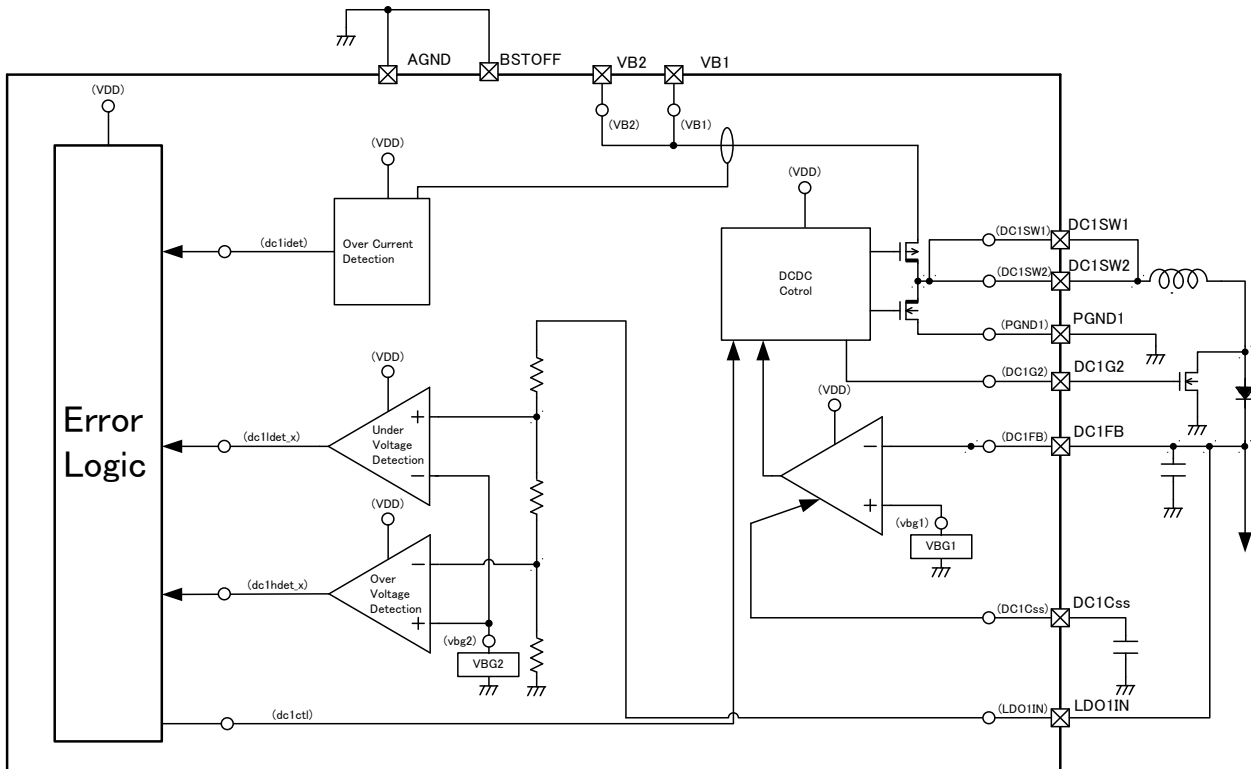 AGND
BSTOFF
VB2
VB1
(VDD)
(VB2)
(VB1)
(VDD)
(VDD)
Over Current
Detection
(dc1idet)
DCDC
Cotrol
(DC1SW1)
DC1SW1
(DC1SW2)
DC1SW2
(PGND1)
PGND1
(DC1G2)
DC1G2
(VDD)
(VDD)
Error
Logic
+
Under
Voltage
Detection
−
(dc1ldet_x)
−
+
(DC1FB)
DC1FB
(vbg1)
VBG1
(VDD)
−
Over
Voltage
Detection
+
(dc1hdet_x)
(vbg2)
VBG2
(DC1Css)
DC1Css
(dc1ctl)
(LDO1IN)
LDO1IN